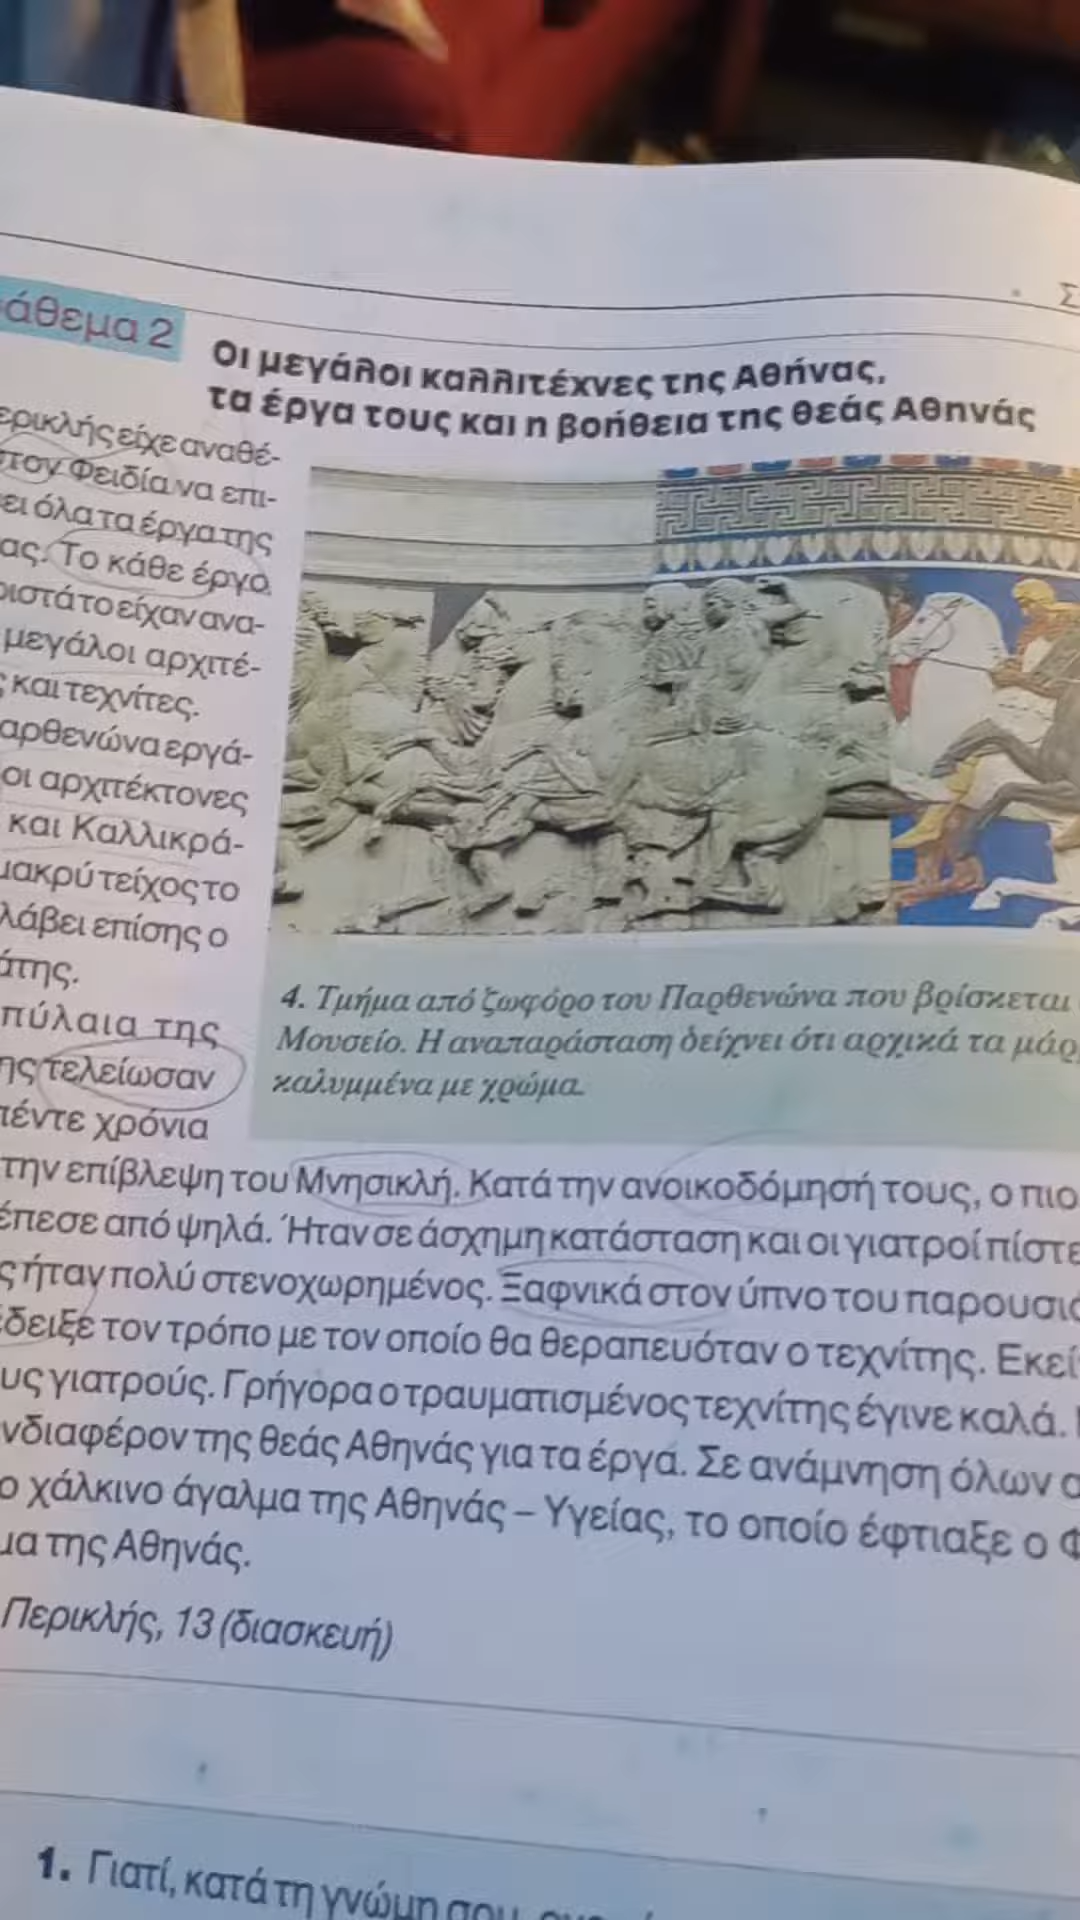 Σ
άθεμα 2
Οι μεγάλοι καλλιτέχνες της Αθήνας,
τα έργα τους και η βοήθεια της θεάς Αθηνάς
ερικλής είχε αναθέ-
στον Φειδία να επι-
ει όλα τα έργα της
ας. Το κάθε έργο
ριστά το είχαν ανα-
μεγάλοι αρχιτέ-
ς και τεχνίτες.
αρθενώνα εργά-
οι αρχιτέκτονες
και Καλλικρά-
μακρύ τείχος το
λάβει επίσης ο
άτης.
πύλαια της
ης τελείωσαν
πέντε χρόνια
4. Τμήμα από ζωφόρο του Παρθενώνα που βρίσκεται
Μουσείο. Η αναπαράσταση δείχνει ότι αρχικά τα μάρ
καλυμμένα με χρώμα.
την επίβλεψη του Μνησικλή. Κατά την ανοικοδόμησή τους, ο πιο
έπεσε από ψηλά. Ήταν σε άσχημη κατάσταση και οι γιατροί πίστε
ς ήταν πολύ στενοχωρημένος. Ξαφνικά στον ύπνο του παρουσιά
έδειξε τον τρόπο με τον οποίο θα θεραπευόταν ο τεχνίτης. Εκεί
υς γιατρούς. Γρήγορα ο τραυματισμένος τεχνίτης έγινε καλά.
νδιαφέρον της θεάς Αθηνάς για τα έργα. Σε ανάμνηση όλων α
ο χάλκινο άγαλμα της Αθηνάς – Υγείας, το οποίο έφτιαξε ο Φ
μα της Αθηνάς.
Περικλής, 13 (διασκευή)
1. Γιατί, κατά τη γνώμη σου,